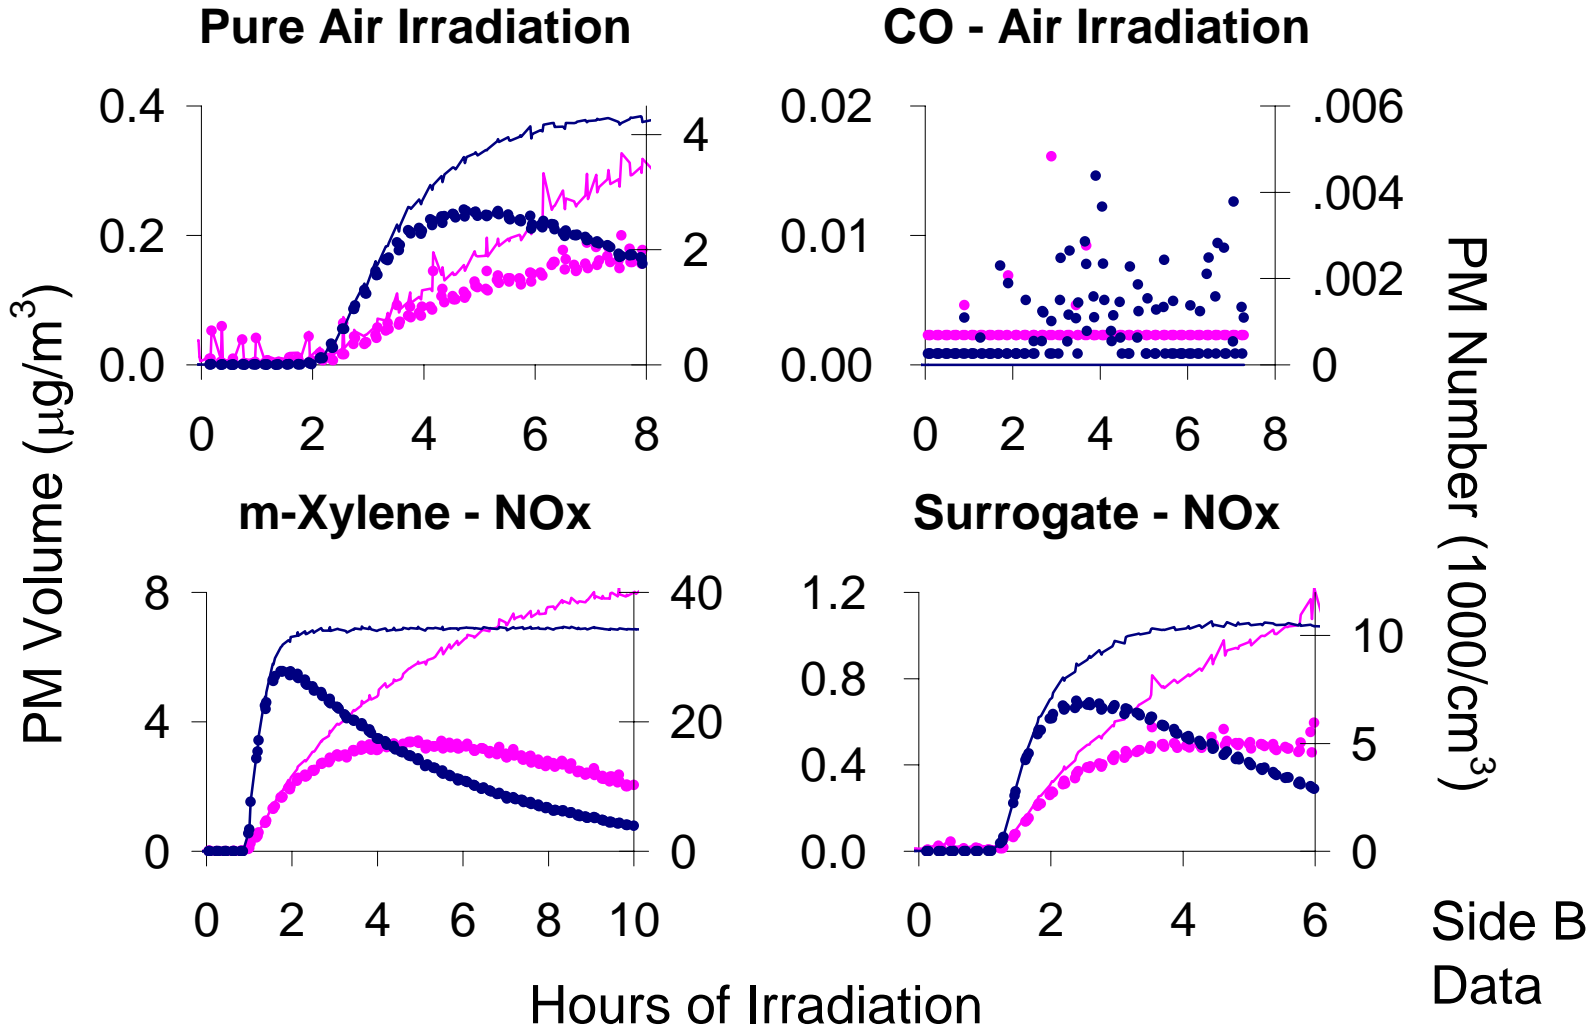 Pure Air Irradiation
CO - Air Irradiation
0.4
0.2
0.0
4
2
0
0 2 4 6 8
0.02
0.01
0.00
.006
.004
.002
0
0 2 4 6 8
m-Xylene - NOx
Surrogate - NOx
8
4
0
40
20
0
0 2 4 6 8 10
1.2
0.8
0.4
0.0
10
5
0
0 2 4 6
PM Volume (μg/m³)
PM Number (1000/cm³)
Hours of Irradiation
Side B
Data